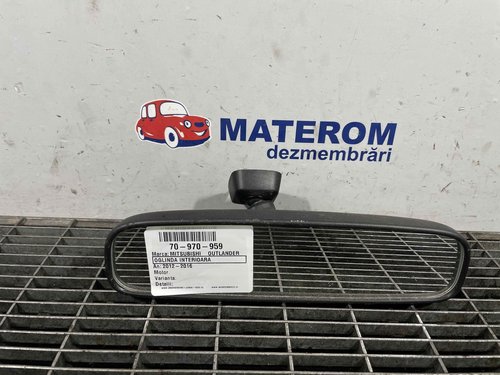 MATEROM
dezmembrări
70-970-959
Marca:MITSUBISHI OUTLANDER
OGLINDA INTERIOARA
An: 2012-2016
Motor
Varianta
Detalii: